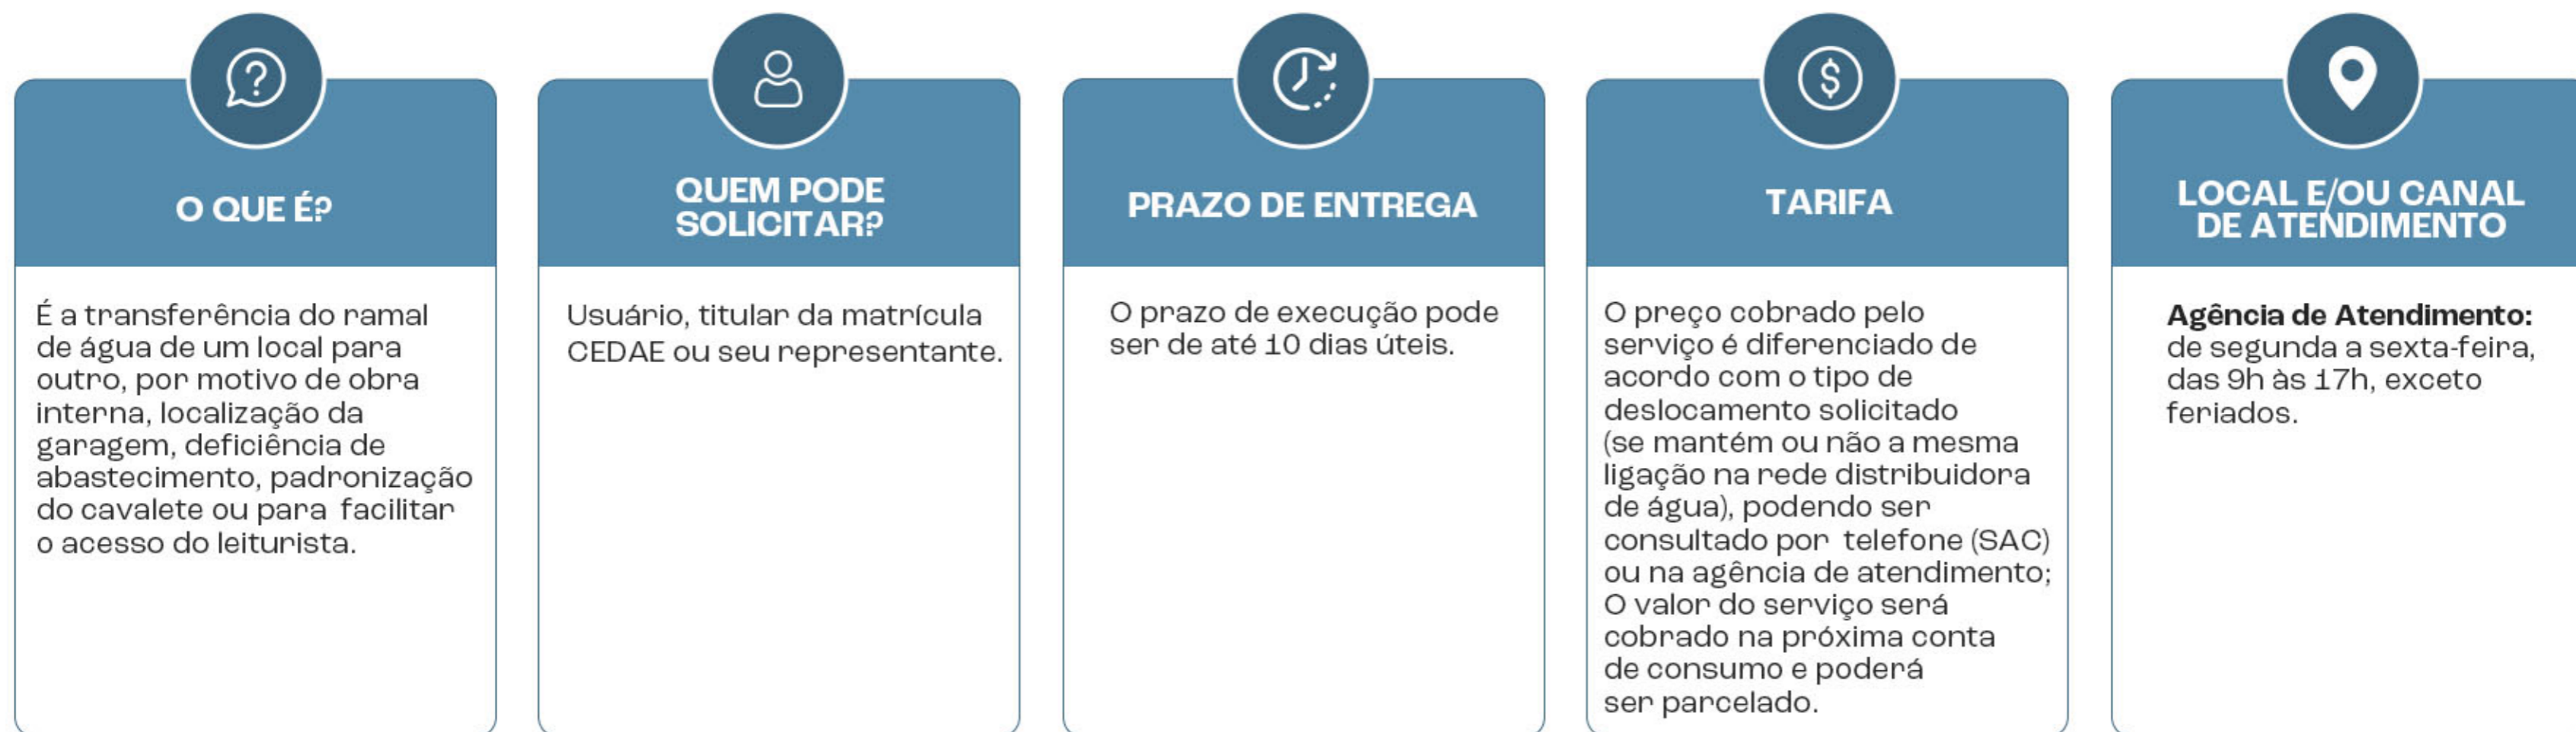 O QUE É?
É a transferência do ramal
de água de um local para
outro, por motivo de obra
interna, localização da
garagem, deficiência de
abastecimento, padronização
do cavalete ou para facilitar
o acesso do leiturista.
QUEM PODE
SOLICITAR?
Usuário, titular da matrícula
CEDAE ou seu representante.
PRAZO DE ENTREGA
O prazo de execução pode
ser de até 10 dias úteis.
TARIFA
O preço cobrado pelo
serviço é diferenciado de
acordo com o tipo de
deslocamento solicitado
(se mantém ou não a mesma
ligação na rede distribuidora
de água), podendo ser
consultado por telefone (SAC)
ou na agência de atendimento;
O valor do serviço será
cobrado na próxima conta
de consumo e poderá
ser parcelado.
LOCAL E/OU CANAL
DE ATENDIMENTO
Agência de Atendimento:
de segunda a sexta-feira,
das 9h às 17h, exceto
feriados.